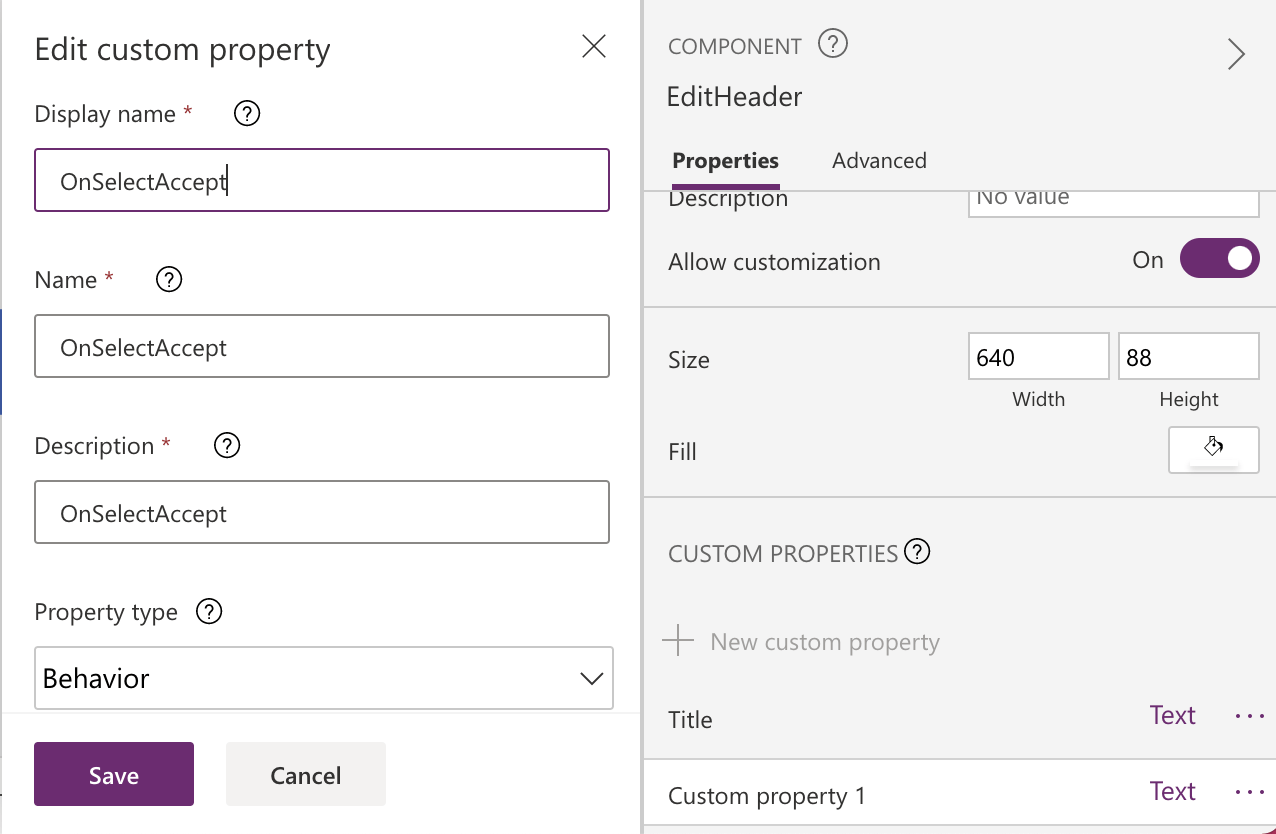 Edit custom property
Display name *
OnSelectAccept
Name *
OnSelectAccept
Description *
OnSelectAccept
Property type
Behavior
Save Cancel
COMPONENT
EditHeader
Properties Advanced
Description No value
Allow customization On
Size 640 88
Width Height
Fill
CUSTOM PROPERTIES
New custom property
Title Text
Custom property 1 Text